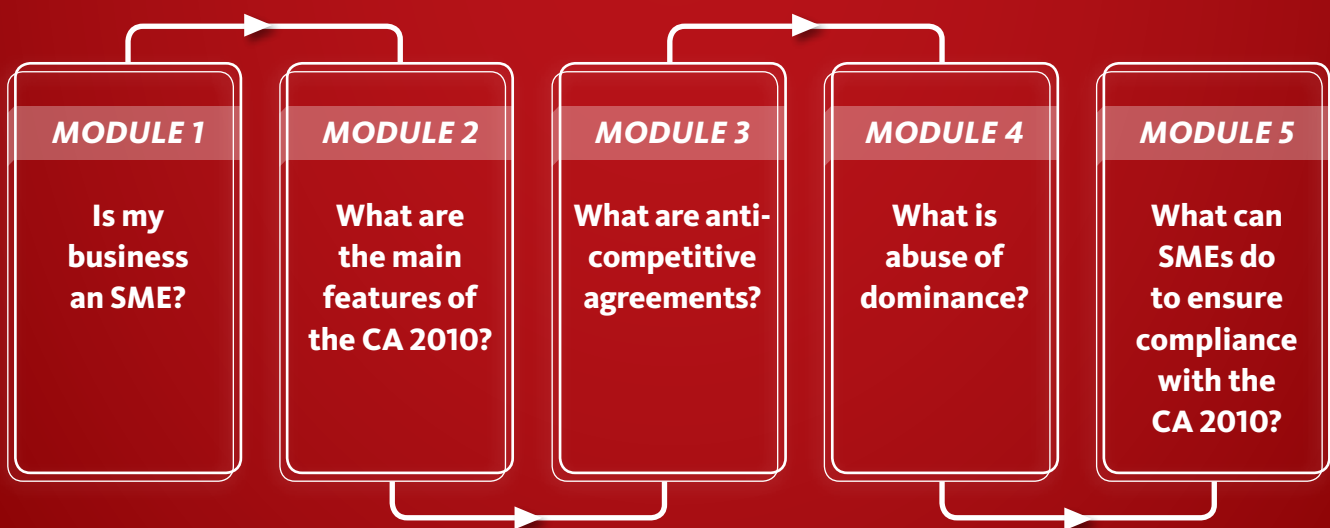 MODULE 1
Is my
business
an SME?
MODULE 2
What are
the main
features of
the CA 2010?
MODULE 3
What are anti-
competitive
agreements?
MODULE 4
What is
abuse of
dominance?
MODULE 5
What can
SMEs do
to ensure
compliance
with the
CA 2010?